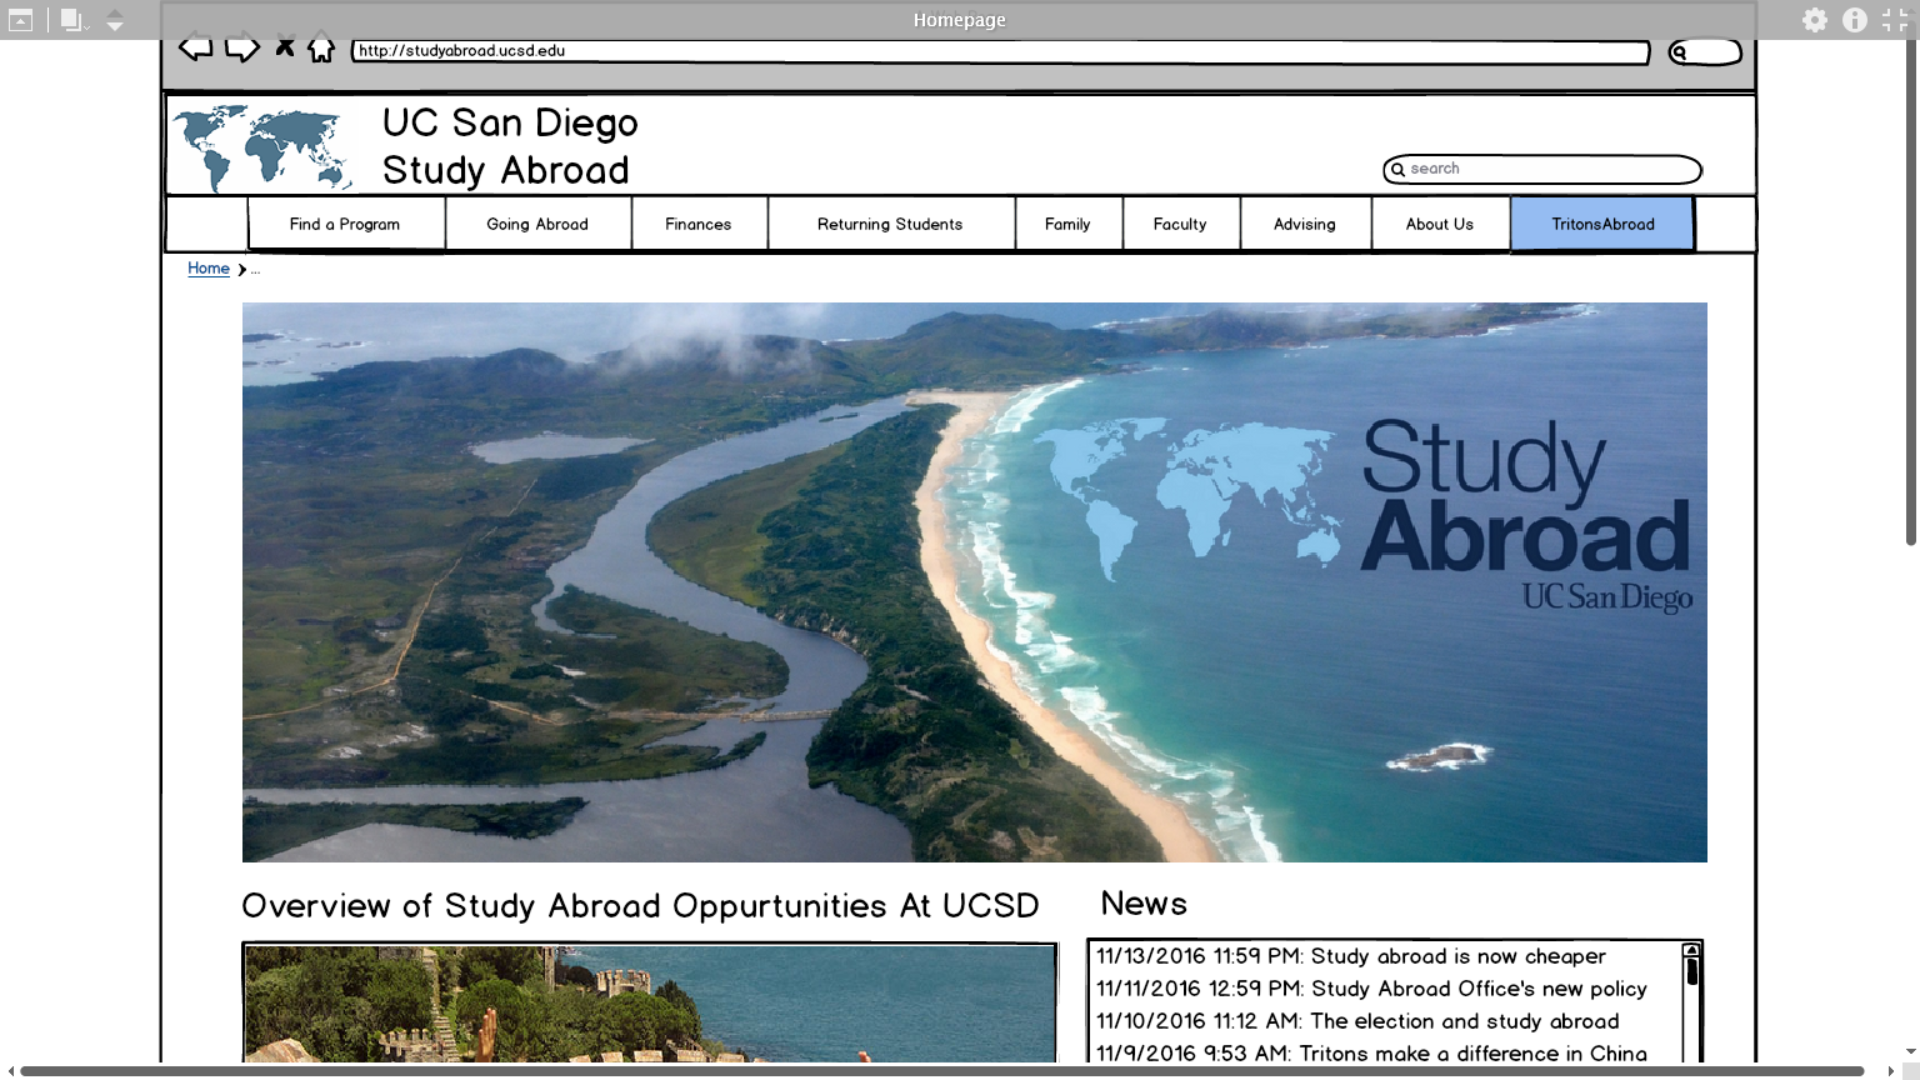 Homepage
http://studyabroad.ucsd.edu
UC San Diego
Study Abroad
search
Find a Program
Going Abroad
Finances
Returning Students
Family
Faculty
Advising
About Us
TritonsAbroad
Home
...
Study
Abroad
UC San Diego
Overview of Study Abroad Oppurtunities At UCSD
News
11/13/2016 11:59 PM: Study abroad is now cheaper
11/11/2016 12:59 PM: Study Abroad Office's new policy
11/10/2016 11:12 AM: The election and study abroad
11/9/2016 9:53 AM: Tritons make a difference in China